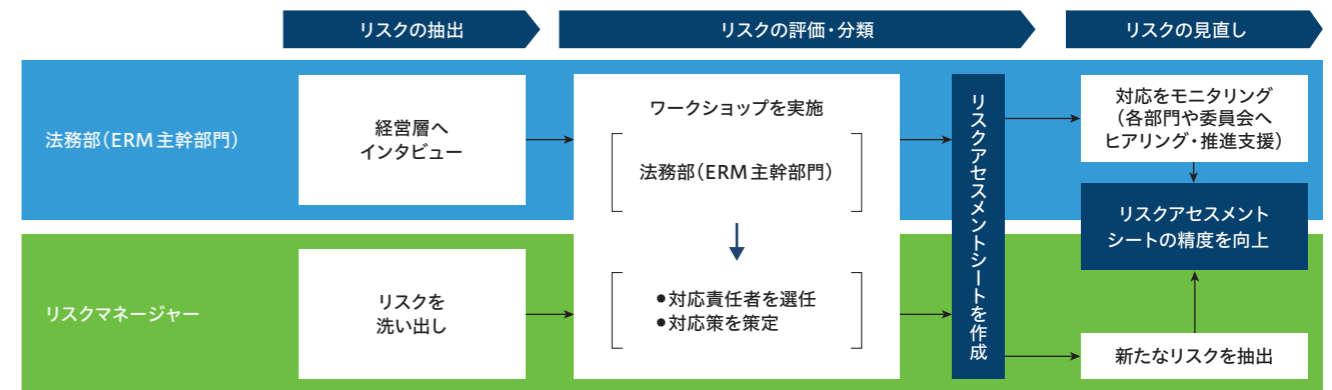 リスクの抽出
リスクの評価・分類
リスクの見直し
法務部(ERM主幹部門)
経営層へ
インタビュー
ワークショップを実施
法務部(ERM主幹部門)
リスクアセスメントシートを作成
対応をモニタリング
(各部門や委員会へ
ヒアリング・推進支援)
リスクアセスメント
シートの精度を向上
リスクマネージャー
リスクを
洗い出し
●対応責任者を選任
●対応策を策定
新たなリスクを抽出